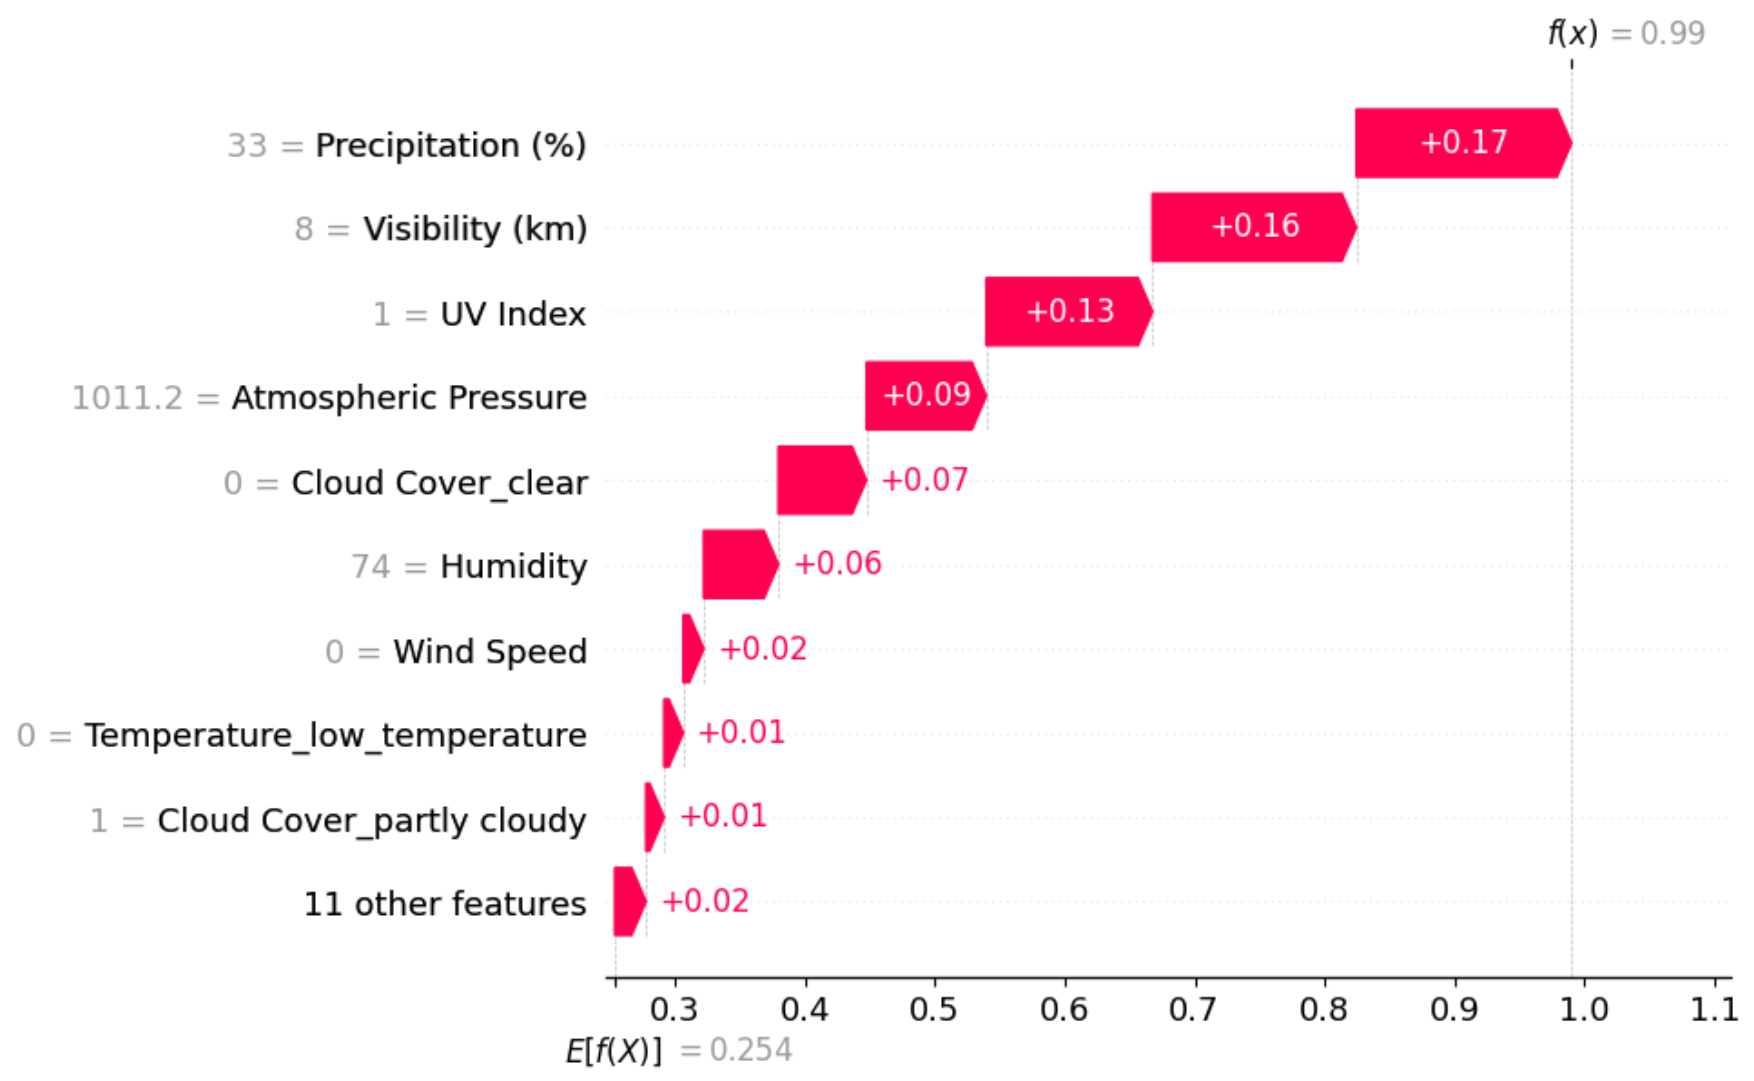 f(x) = 0.99
33 = Precipitation (%)
+0.17
8 = Visibility (km)
+0.16
1 = UV Index
+0.13
1011.2 = Atmospheric Pressure
+0.09
0 = Cloud Cover_clear
+0.07
74 = Humidity
+0.06
0 = Wind Speed
+0.02
0 = Temperature_low_temperature
+0.01
1 = Cloud Cover_partly cloudy
+0.01
11 other features
+0.02
0.3 0.4 0.5 0.6 0.7 0.8 0.9 1.0 1.1
E[f(X)] = 0.254